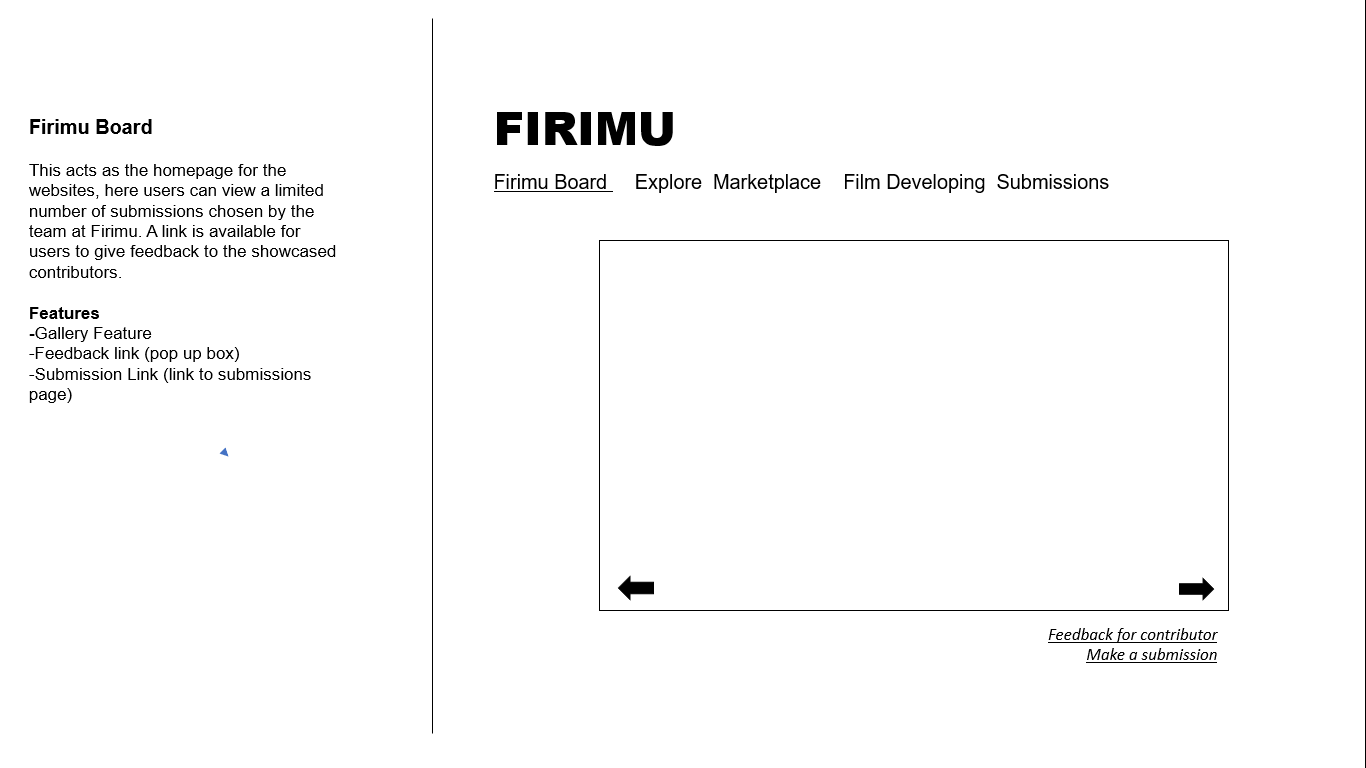 Firimu Board
This acts as the homepage for the
websites, here users can view a limited
number of submissions chosen by the
team at Firimu. A link is available for
users to give feedback to the showcased
contributors.
Features
-Gallery Feature
-Feedback link (pop up box)
-Submission Link (link to submissions
page)
FIRIMU
Firimu Board Explore Marketplace Film Developing Submissions
Feedback for contributor
Make a submission